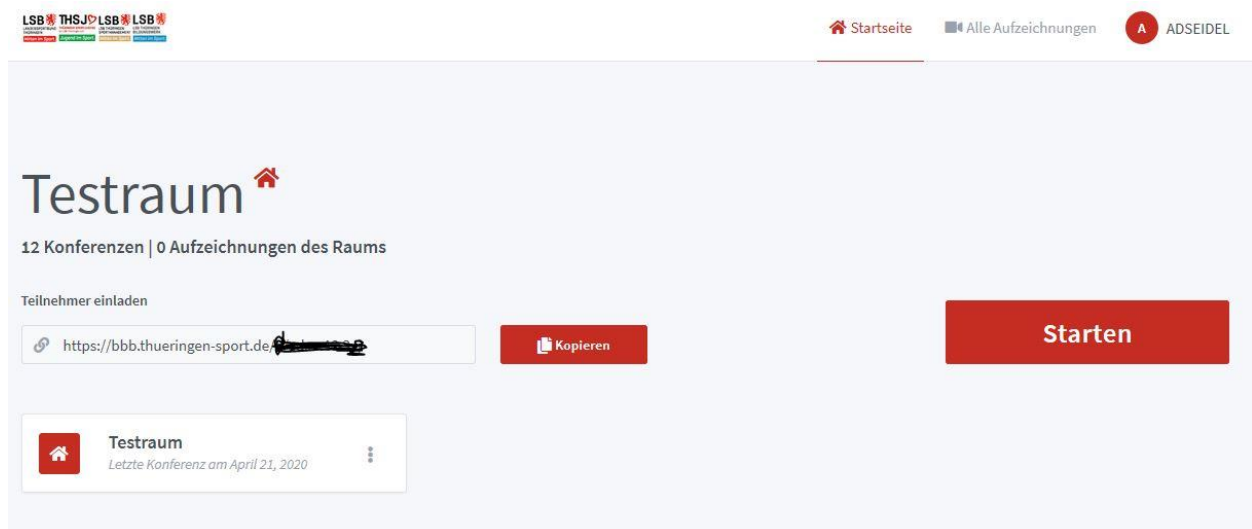 LSB THSJ LSB LSB
Startseite
Alle Aufzeichnungen
A
ADSEIDEL
Testraum
12 Konferenzen | 0 Aufzeichnungen des Raums
Teilnehmer einladen
https://bbb.thueringen-sport.de/
Kopieren
Starten
Testraum
Letzte Konferenz am April 21, 2020